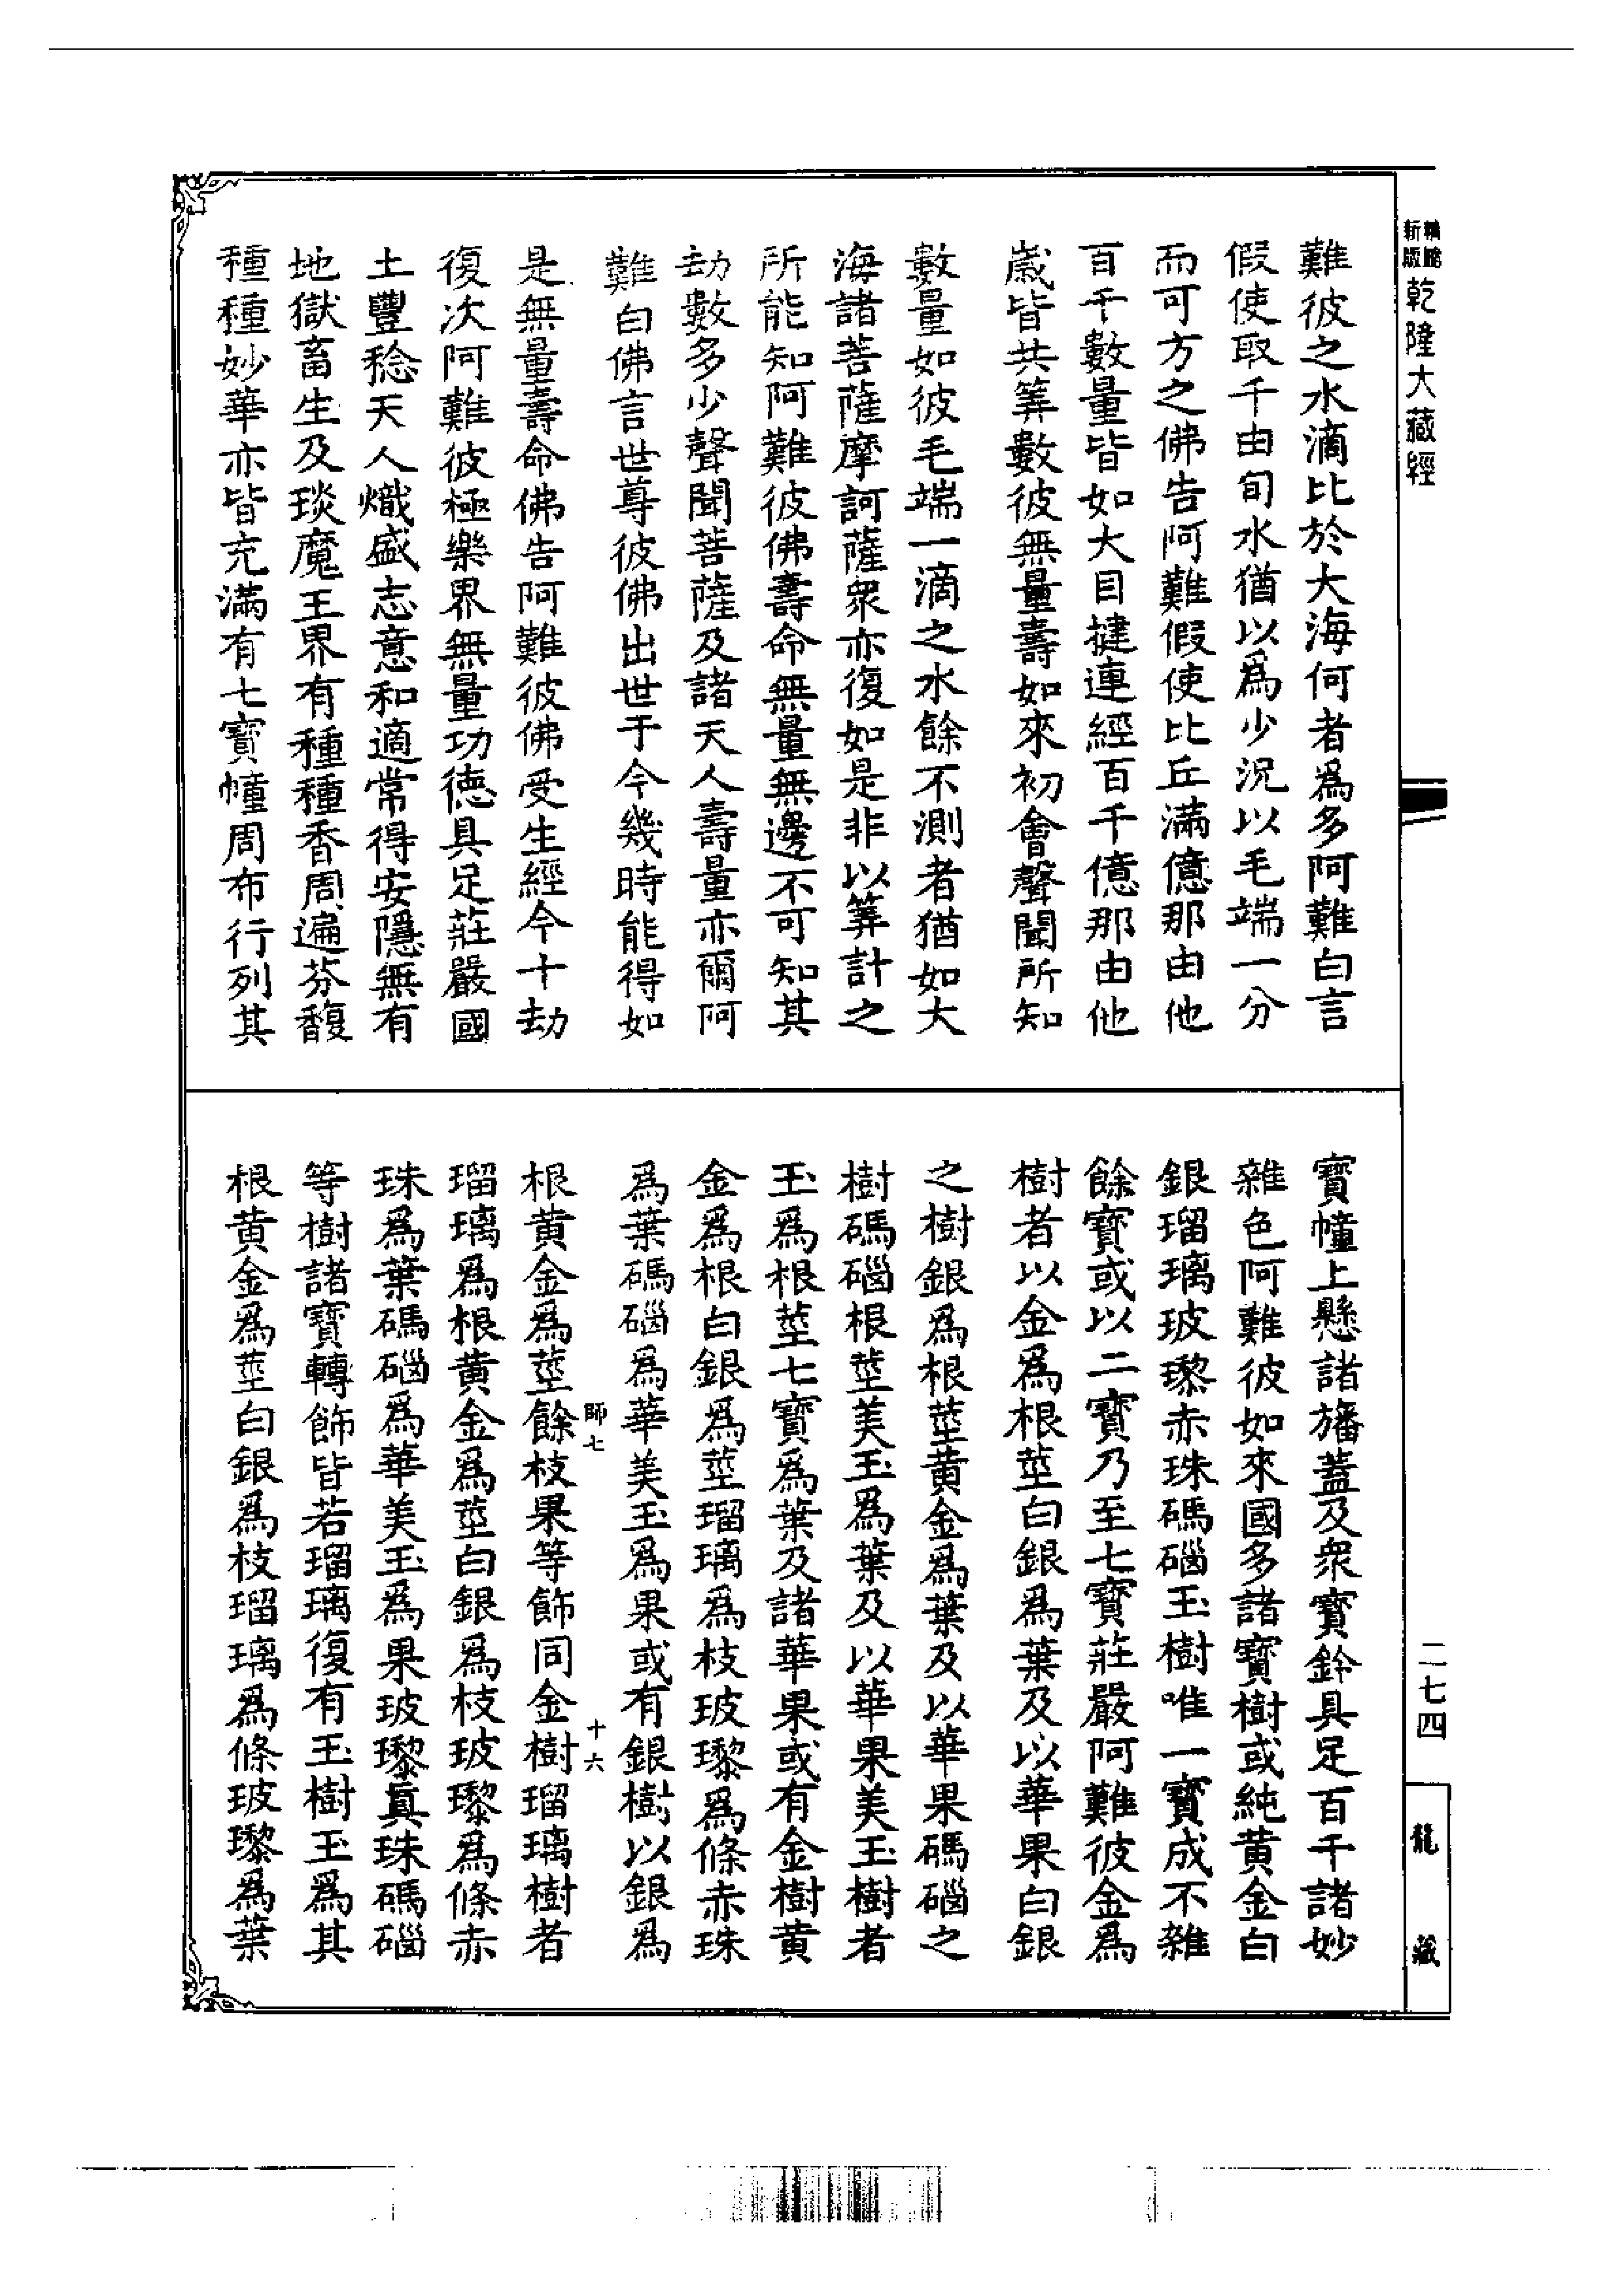 新版
精縮
乾隆大藏經
難彼之水滴比於大海何者爲多阿難白言
假使取千由旬水猶以爲少況以毛端一分
而可方之佛告阿難假使比丘滿億那由他
百千數量皆如大目揵連經百千億那由他
歲皆共筭數彼無量壽如來初會聲聞所知
數量如彼毛端一滴之水餘不測者猶如大
海諸菩薩摩訶薩衆亦復如是非以筭計之
所能知阿難彼佛壽命無量無邊不可知其
劫數多少聲聞菩薩及諸天人壽量亦爾阿
難白佛言世尊彼佛出世于今幾時能得如
是無量壽命佛告阿難彼佛受生經今十劫
復次阿難彼極樂界無量功德具足莊嚴國
土豐稔天人熾盛志意和適常得安隱無有
地獄畜生及琰魔王界有種種香周遍芬馥
種種妙華亦皆充滿有七寶幢周布行列其
寶幢上懸諸旛蓋及衆寶鈴具足百千諸妙
雜色阿難彼如來國多諸寶樹或純黄金白
銀瑠璃玻瓈赤珠碼碯玉樹唯一寶成不雜
餘寶或以二寶乃至七寶莊嚴阿難彼金爲
樹者以金爲根莖白銀爲葉及以華果白銀
之樹銀爲根莖黄金爲葉及以華果碼碯之
樹碼碯根莖美玉爲葉及以華果美玉樹者
玉爲根莖七寶爲葉及諸華果或有金樹黄
金爲根白銀爲莖瑠璃爲枝玻瓈爲條赤珠
爲葉碼碯爲華美玉爲果或有銀樹以銀爲
師七
十六
根黄金爲莖餘枝果等飾同金樹瑠璃樹者
瑠璃爲根黄金爲莖白銀爲枝玻瓈爲條赤
珠爲葉碼碯爲華美玉爲果玻瓈眞珠碼碯
等樹諸寶轉飾皆若瑠璃復有玉樹玉爲其
根黄金爲莖白銀爲枝瑠璃爲條玻瓈爲葉
二七四
龍藏